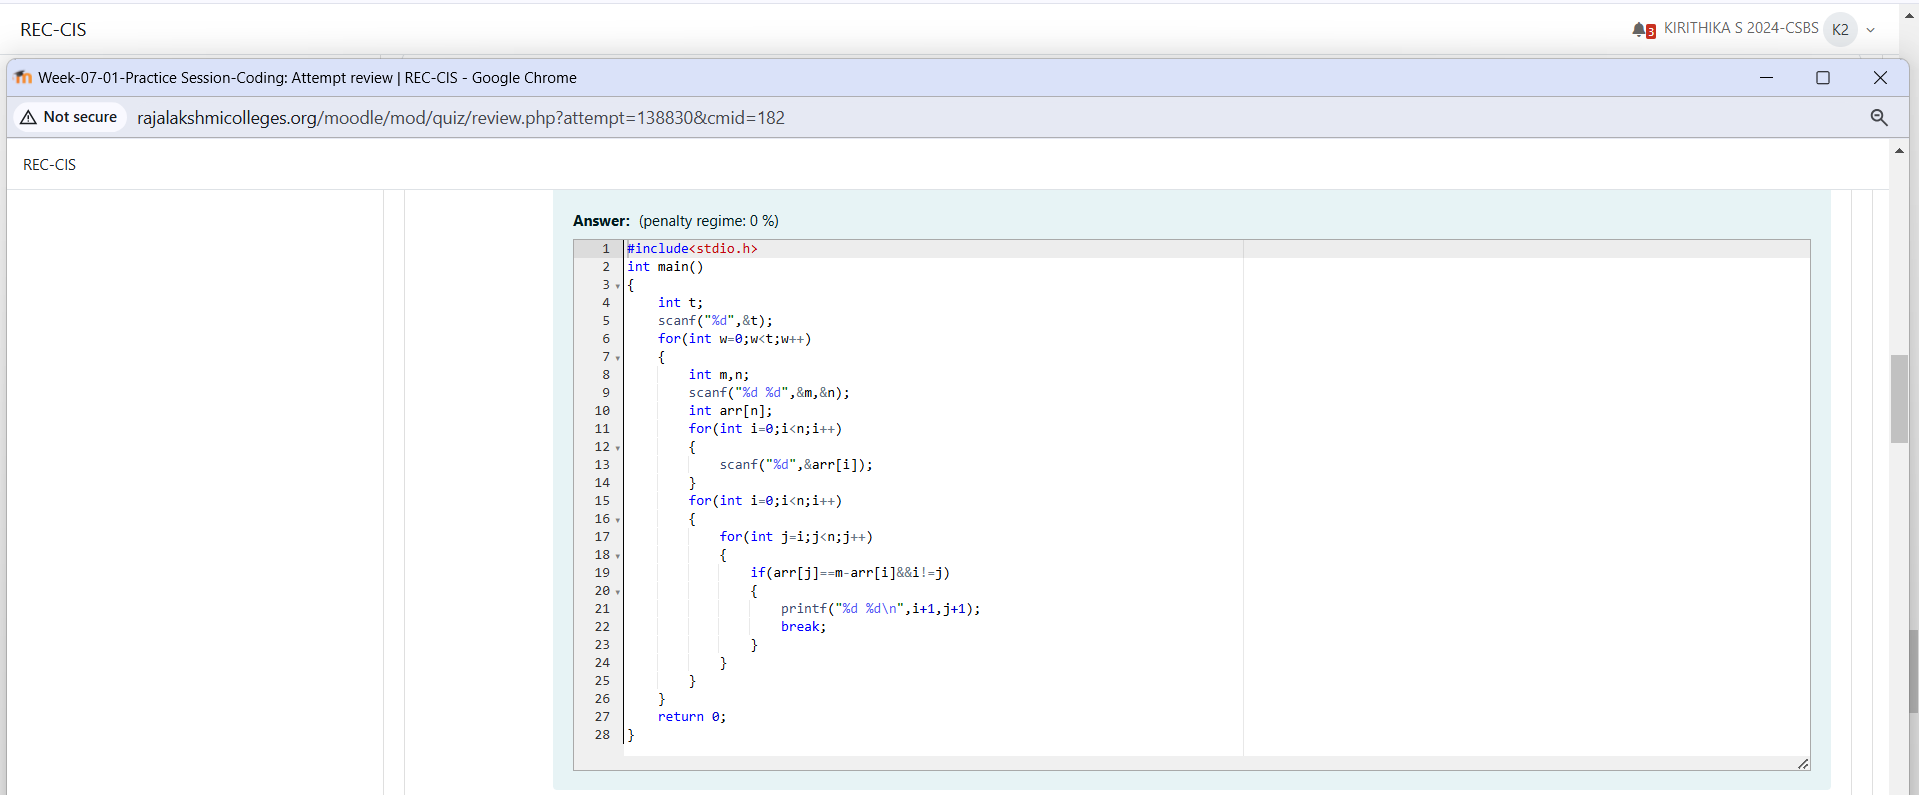 REC-CIS
3 KIRITHIKA S 2024-CSBS K2
Week-07-01-Practice Session-Coding: Attempt review | REC-CIS - Google Chrome
Not secure rajalakshmicolleges.org/moodle/mod/quiz/review.php?attempt=138830&cmid=182
REC-CIS
Answer: (penalty regime: 0 %)
1 #include<stdio.h>
2 int main()
3 {
4 int t;
5 scanf("%d",&t);
6 for(int w=0;w<t;w++)
7 {
8 int m,n;
9 scanf("%d %d",&m,&n);
10 int arr[n];
11 for(int i=0;i<n;i++)
12 {
13 scanf("%d",&arr[i]);
14 }
15 for(int i=0;i<n;i++)
16 {
17 for(int j=i;j<n;j++)
18 {
19 if(arr[j]==m-arr[i]&&i!=j)
20 {
21 printf("%d %d\n",i+1,j+1);
22 break;
23 }
24 }
25 }
26 }
27 return 0;
28 }